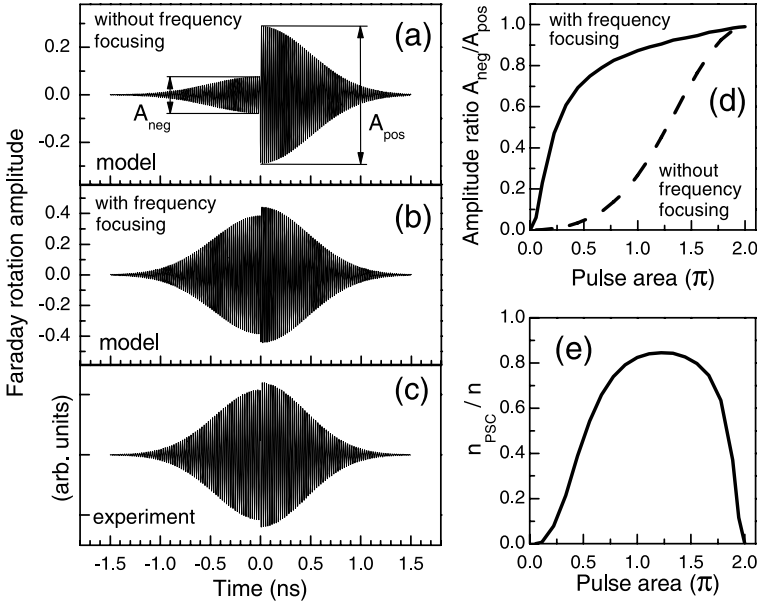 without frequency
focusing
(a)
0.2
0.0
-0.2
A_neg
A_pos
model
with frequency
focusing
(b)
0.4
0.2
0.0
-0.2
-0.4
model
(c)
experiment
Faraday rotation amplitude
(arb. units)
-1.5 -1.0 -0.5 0.0 0.5 1.0 1.5
Time (ns)
with frequency
focusing
(d)
without
frequency
focusing
1.0
0.8
0.6
0.4
0.2
0.0
Amplitude ratio A_neg/A_pos
0.0 0.5 1.0 1.5 2.0
Pulse area (π)
(e)
1.0
0.8
0.6
0.4
0.2
0.0
n_PSC / n
0.0 0.5 1.0 1.5 2.0
Pulse area (π)